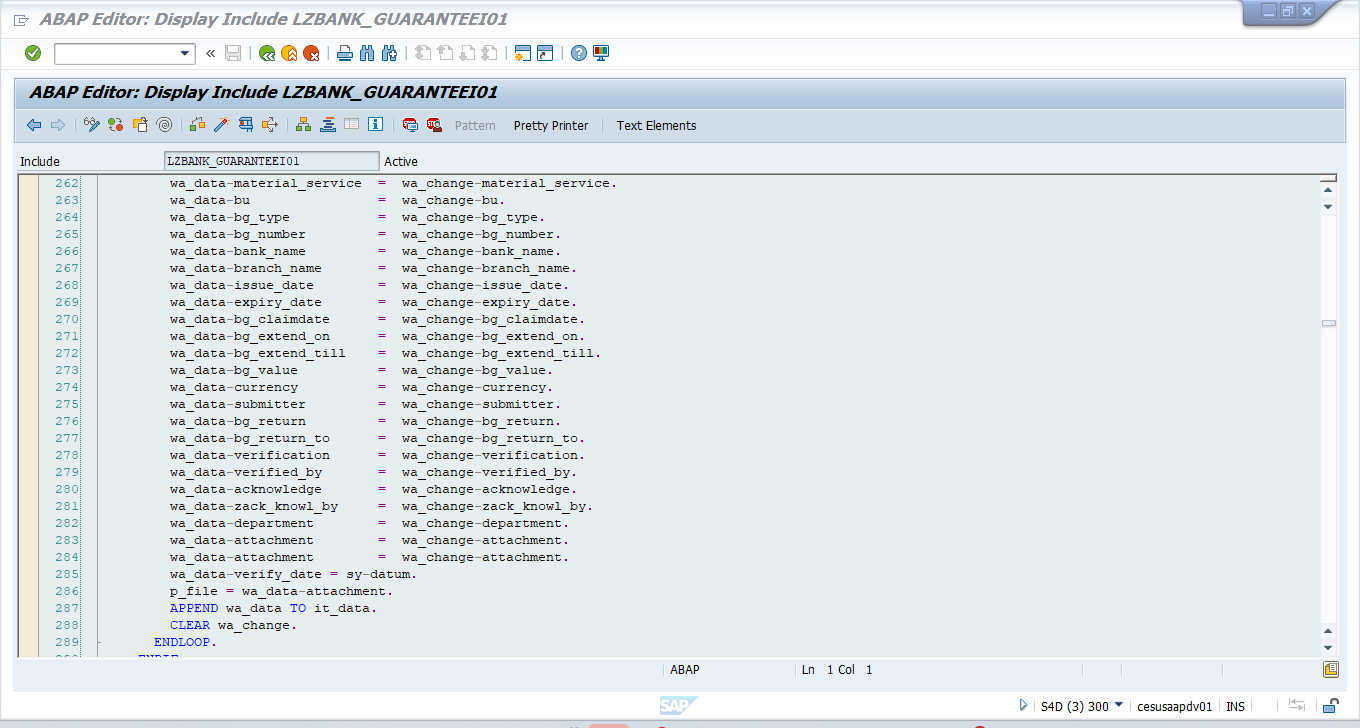 ABAP Editor: Display Include LZBANK_GUARANTEEI01
ABAP Editor: Display Include LZBANK_GUARANTEEI01
Pattern Pretty Printer Text Elements
Include LZBANK_GUARANTEEI01 Active
262 wa_data-material_service = wa_change-material_service.
263 wa_data-bu = wa_change-bu.
264 wa_data-bg_type = wa_change-bg_type.
265 wa_data-bg_number = wa_change-bg_number.
266 wa_data-bank_name = wa_change-bank_name.
267 wa_data-branch_name = wa_change-branch_name.
268 wa_data-issue_date = wa_change-issue_date.
269 wa_data-expiry_date = wa_change-expiry_date.
270 wa_data-bg_claimdate = wa_change-bg_claimdate.
271 wa_data-bg_extend_on = wa_change-bg_extend_on.
272 wa_data-bg_extend_till = wa_change-bg_extend_till.
273 wa_data-bg_value = wa_change-bg_value.
274 wa_data-currency = wa_change-currency.
275 wa_data-submitter = wa_change-submitter.
276 wa_data-bg_return = wa_change-bg_return.
277 wa_data-bg_return_to = wa_change-bg_return_to.
278 wa_data-verification = wa_change-verification.
279 wa_data-verified_by = wa_change-verified_by.
280 wa_data-acknowledge = wa_change-acknowledge.
281 wa_data-zack_knowl_by = wa_change-zack_knowl_by.
282 wa_data-department = wa_change-department.
283 wa_data-attachment = wa_change-attachment.
284 wa_data-attachment = wa_change-attachment.
285 wa_data-verify_date = sy-datum.
286 p_file = wa_data-attachment.
287 APPEND wa_data TO it_data.
288 CLEAR wa_change.
289 ENDLOOP.
ABAP Ln 1 Col 1
SAP S4D (3) 300 cesusaapdv01 INS